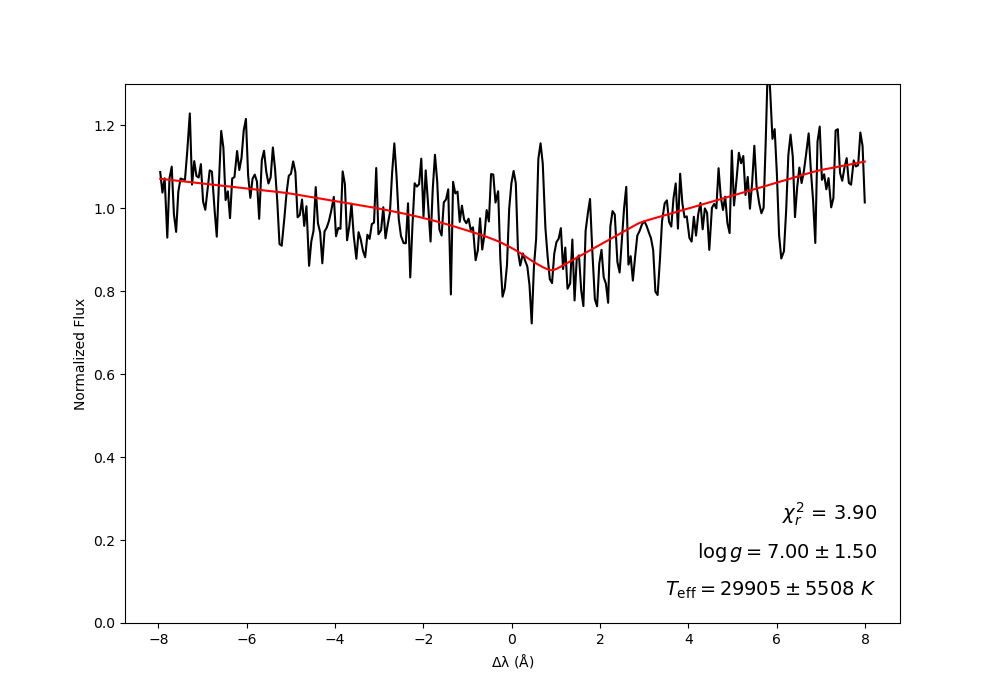 1.2
1.0
0.8
0.6
0.4
0.2
0.0
Normalized Flux
χ²ᵣ = 3.90
log g = 7.00 ± 1.50
T_eff = 29905 ± 5508 K
−8 −6 −4 −2 0 2 4 6 8
Δλ (Å)